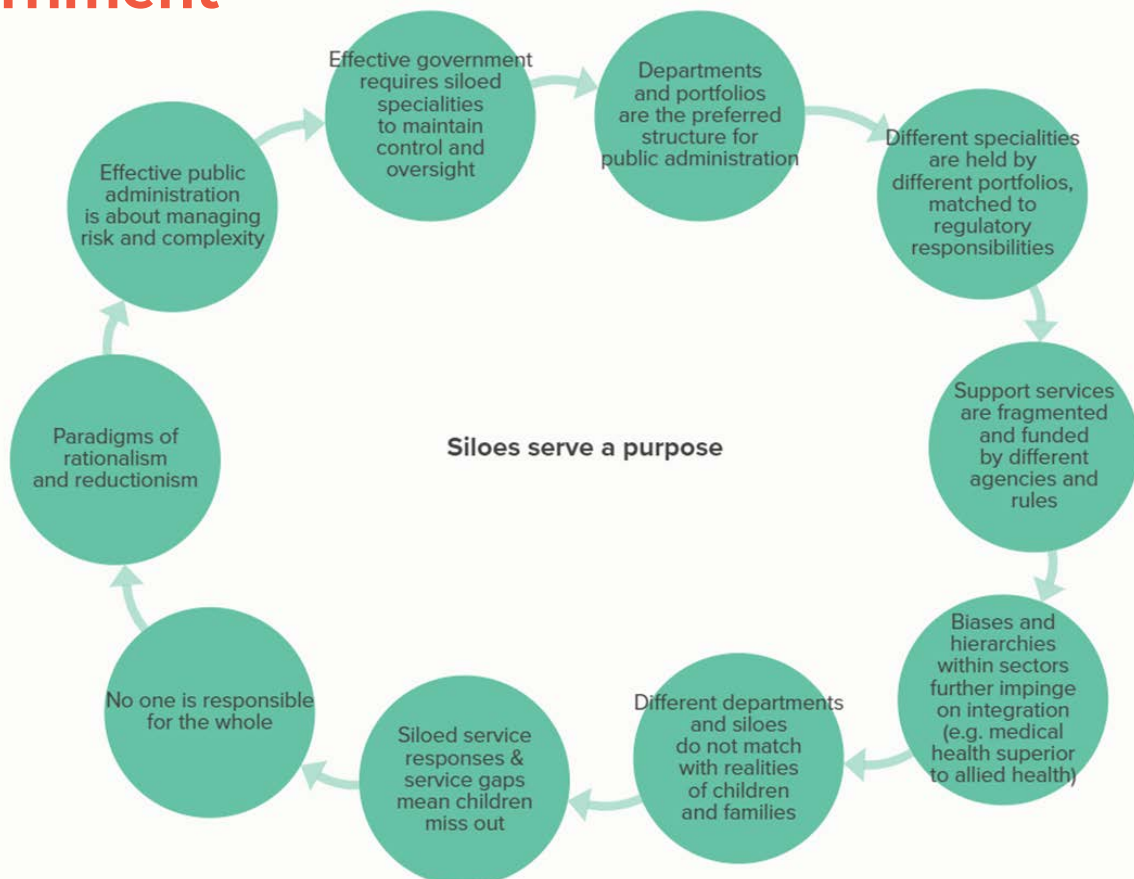 Effective government
requires siloed
specialities
to maintain
control and
oversight
Departments
and portfolios
are the preferred
structure for
public administration
Different specialities
are held by
different portfolios,
matched to
regulatory
responsibilities
Support services
are fragmented
and funded
by different
agencies and
rules
Biases and
hierarchies
within sectors
further impinge
on integration
(e.g. medical
health superior
to allied health)
Different departments
and siloes
do not match
with realities
of children
and families
Siloed service
responses &
service gaps
mean children
miss out
No one is responsible
for the whole
Paradigms of
rationalism
and reductionism
Effective public
administration
is about managing
risk and complexity
Siloes serve a purpose